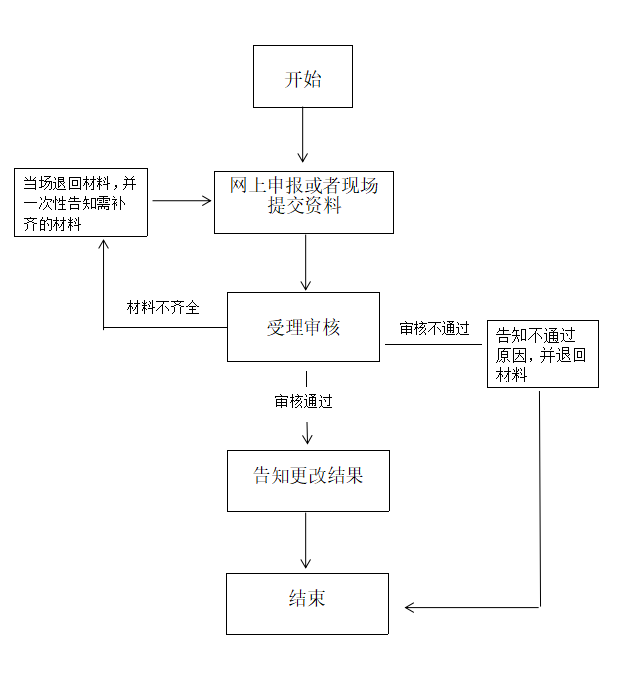 开始
网上申报或者现场
提交资料
当场退回材料，并
一次性告知需补
齐的材料
材料不齐全
受理审核
审核不通过
告知不通过
原因，并退回
材料
审核通过
告知更改结果
结束